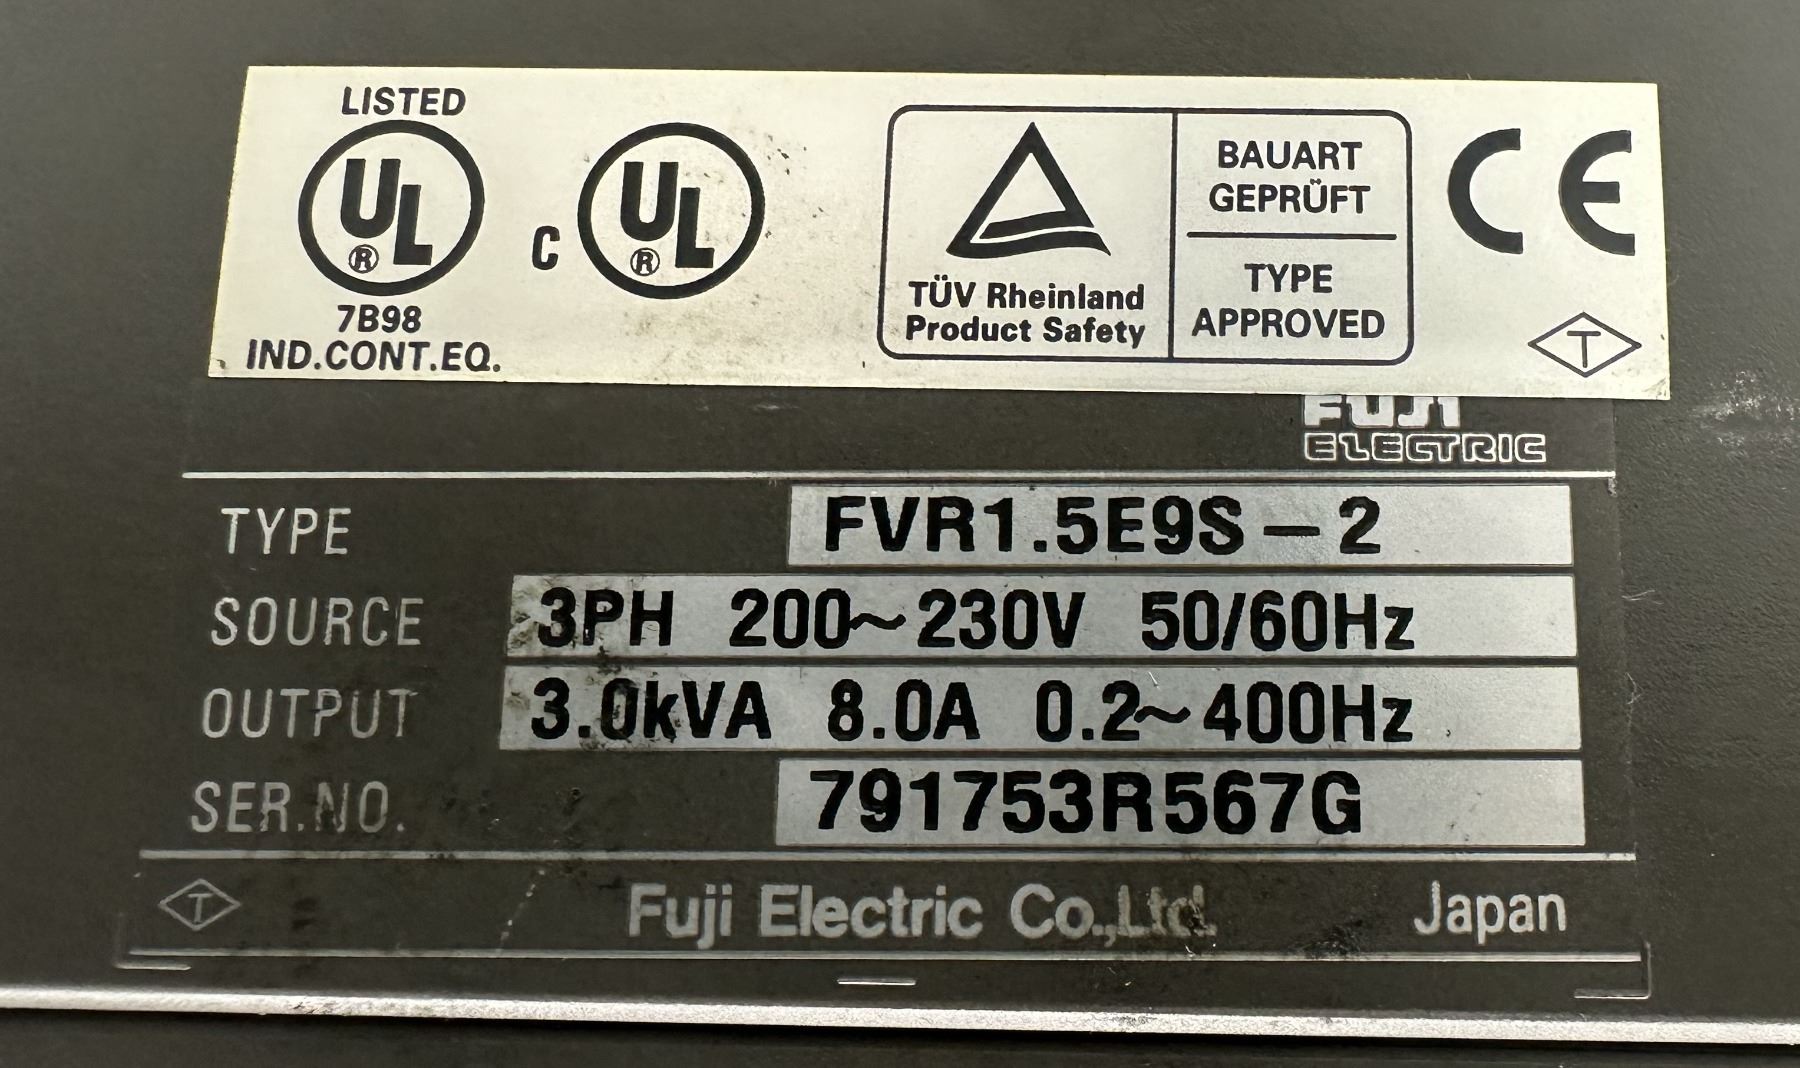 LISTED
UL ®
7B98
IND.CONT.EQ.
C UL ®
TÜV Rheinland
Product Safety
BAUART
GEPRÜFT
TYPE
APPROVED
CE
T
FUJI
ELECTRIC
TYPE FVR1.5E9S-2
SOURCE 3PH 200~230V 50/60Hz
OUTPUT 3.0kVA 8.0A 0.2~400Hz
SER.NO. 791753R567G
T Fuji Electric Co.,Ltd. Japan